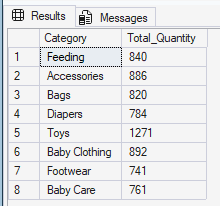 Results Messages
Category Total_Quantity
1 Feeding 840
2 Accessories 886
3 Bags 820
4 Diapers 784
5 Toys 1271
6 Baby Clothing 892
7 Footwear 741
8 Baby Care 761